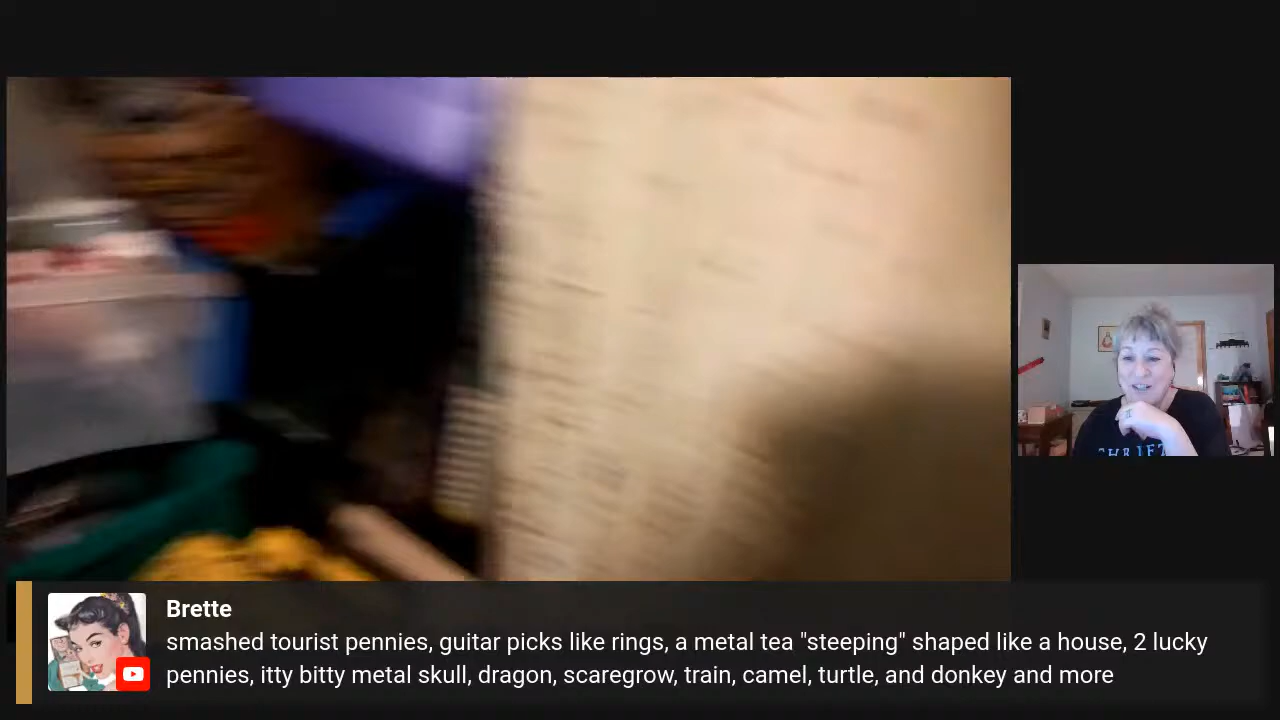 THRIFT
Brette
smashed tourist pennies, guitar picks like rings, a metal tea "steeping" shaped like a house, 2 lucky
pennies, itty bitty metal skull, dragon, scaregrow, train, camel, turtle, and donkey and more